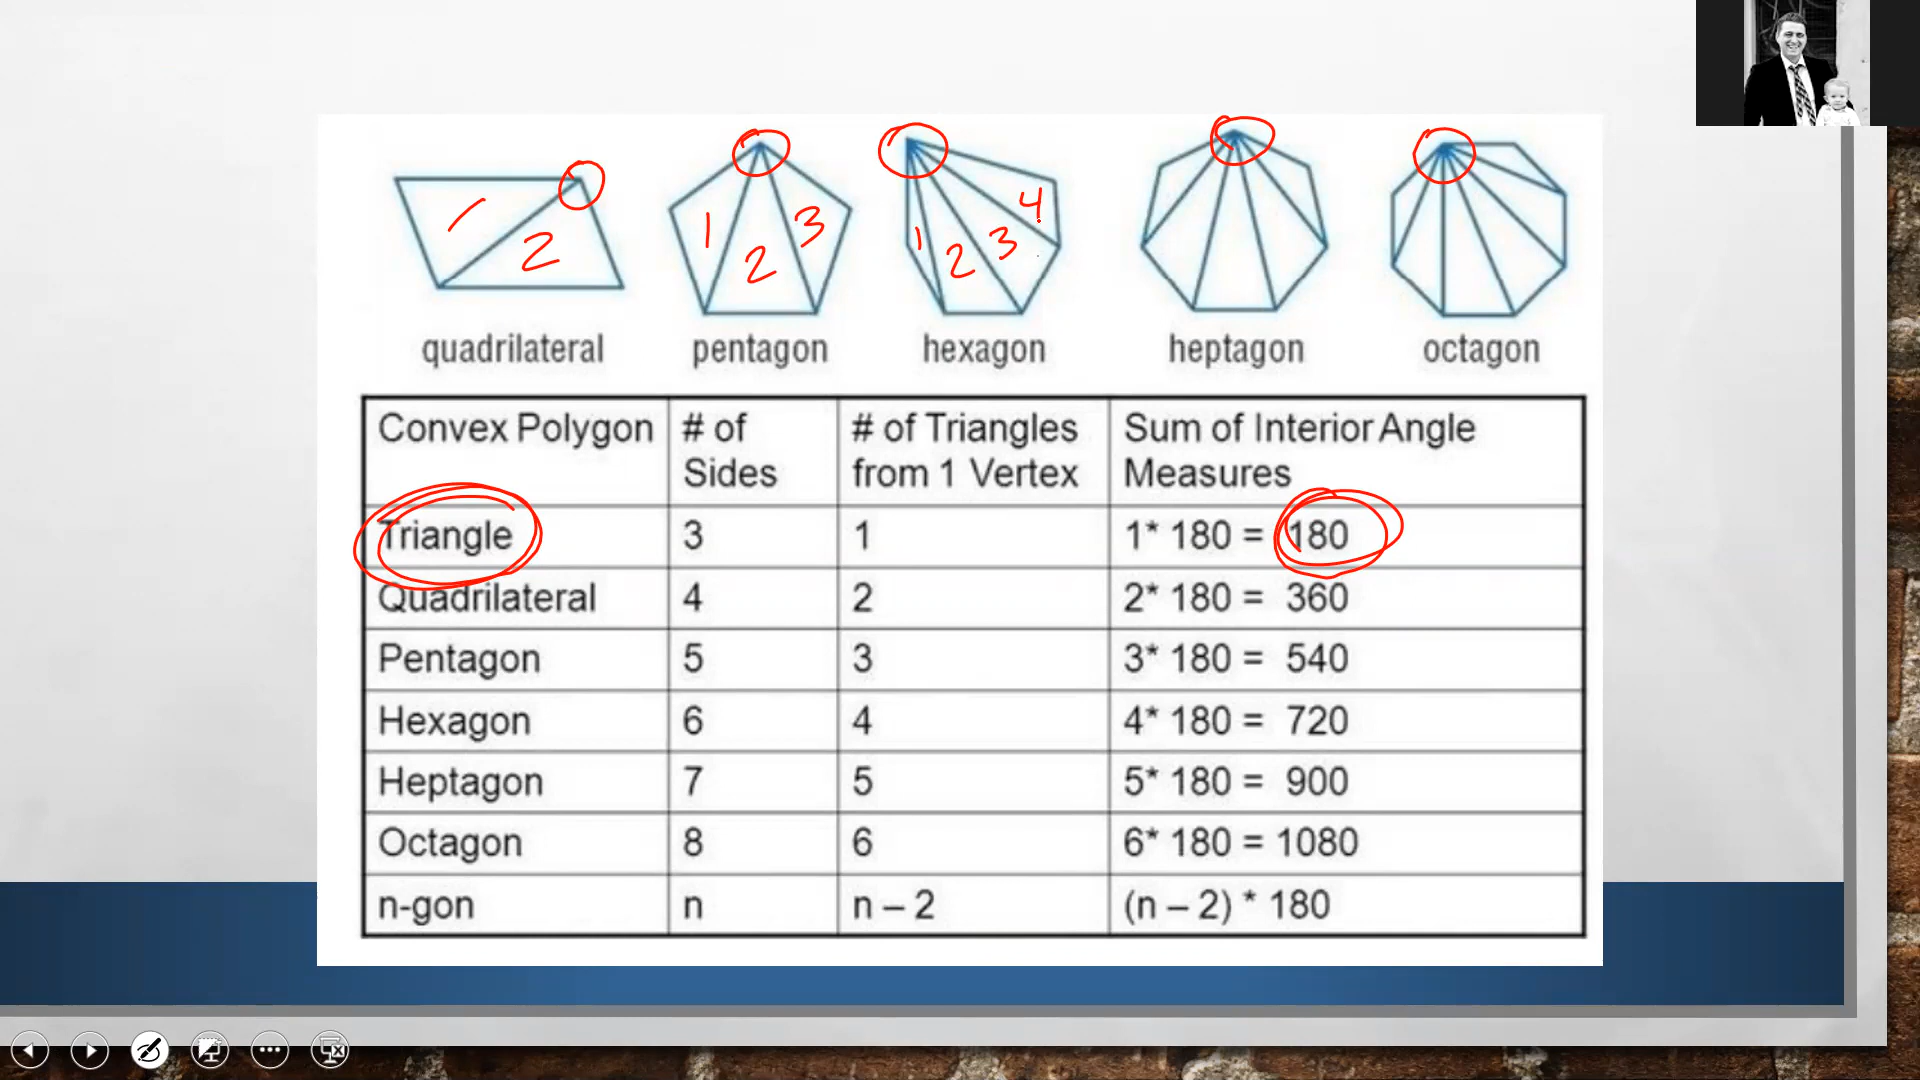 1 2
1 2 3
1 2 3 4
quadrilateral pentagon hexagon heptagon octagon
Convex Polygon # of Sides # of Triangles from 1 Vertex Sum of Interior Angle Measures
Triangle 3 1 1* 180 = 180
Quadrilateral 4 2 2* 180 = 360
Pentagon 5 3 3* 180 = 540
Hexagon 6 4 4* 180 = 720
Heptagon 7 5 5* 180 = 900
Octagon 8 6 6* 180 = 1080
n-gon n n – 2 (n – 2) * 180